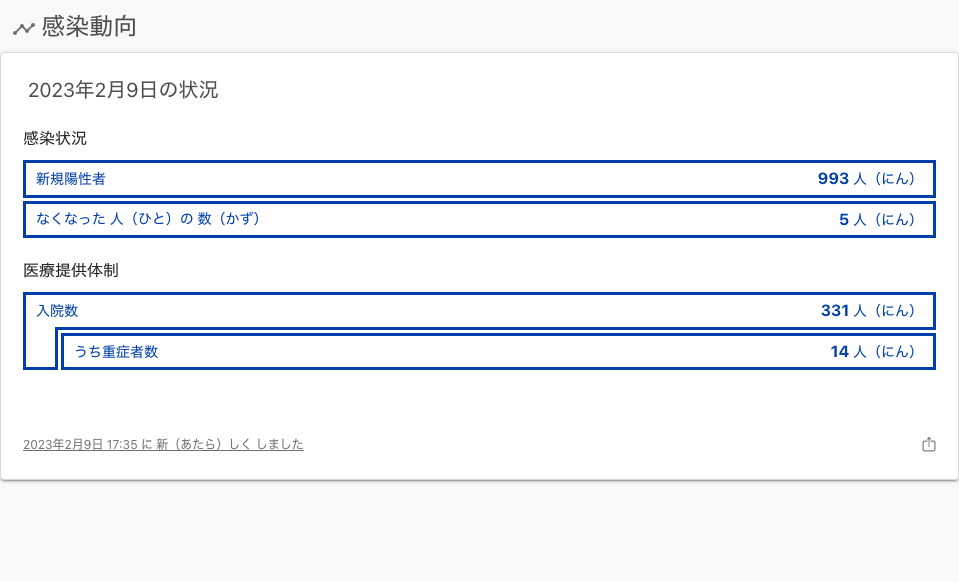 感染動向
2023年2月9日の状況
感染状況
新規陽性者 993 人（にん）
なくなった 人（ひと）の 数（かず） 5 人（にん）
医療提供体制
入院数 331 人（にん）
うち重症者数 14 人（にん）
2023年2月9日 17:35 に 新（あたら）しく しました